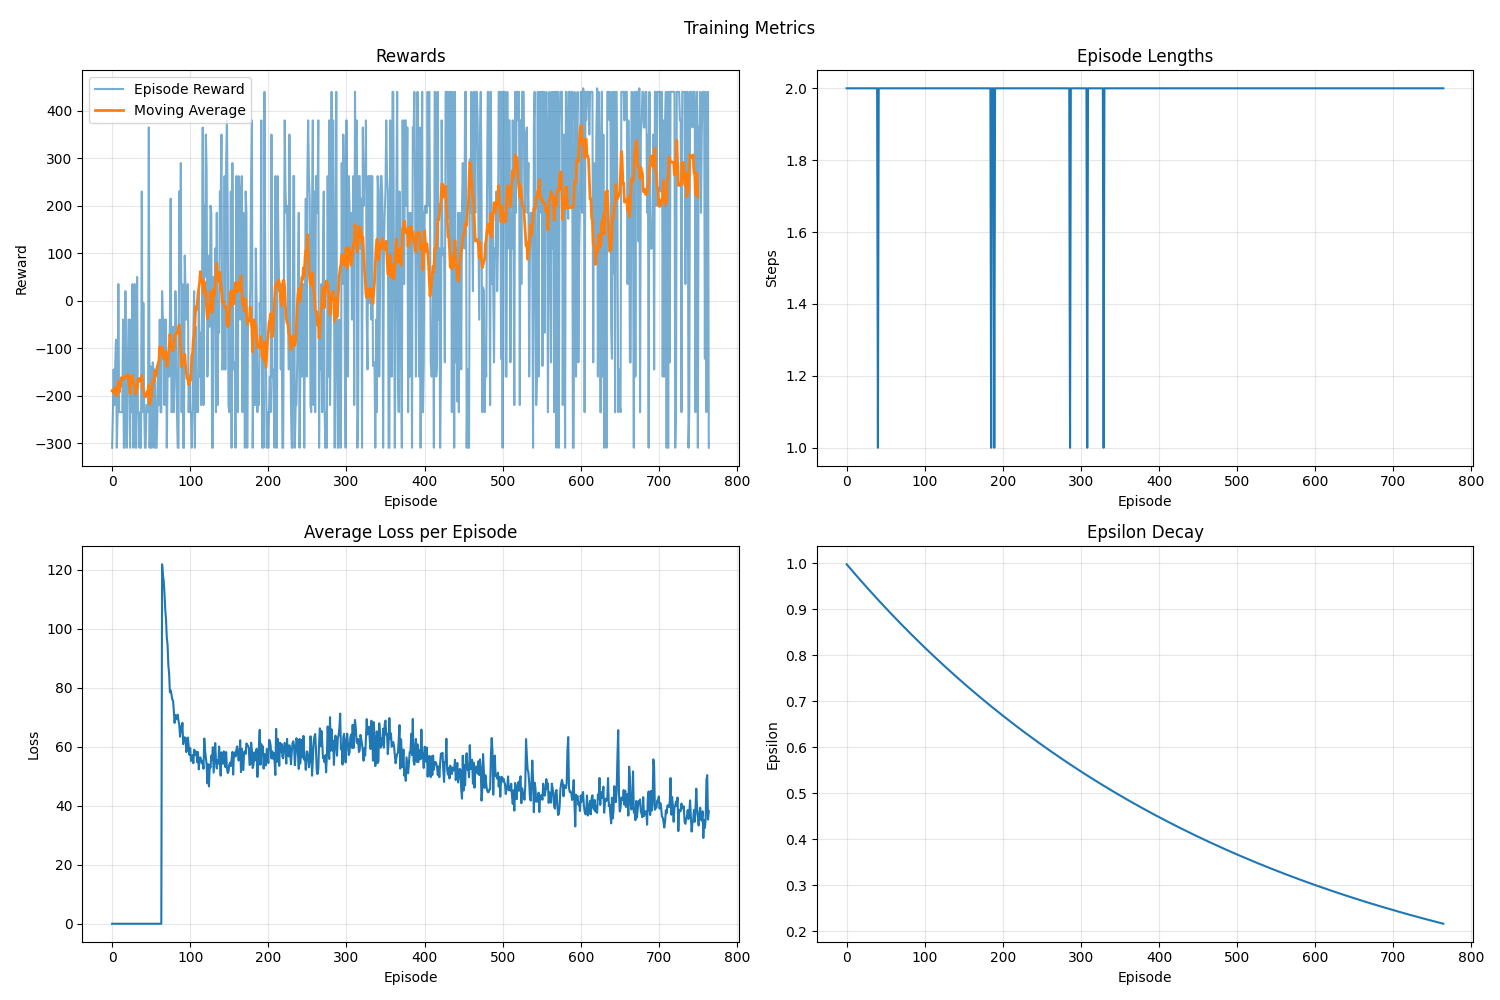 Training Metrics
Rewards
Episode Reward
Moving Average
Reward
400
300
200
100
0
−100
−200
−300
0 100 200 300 400 500 600 700 800
Episode
Episode Lengths
Steps
2.0
1.8
1.6
1.4
1.2
1.0
0 100 200 300 400 500 600 700 800
Episode
Average Loss per Episode
Loss
120
100
80
60
40
20
0
0 100 200 300 400 500 600 700 800
Episode
Epsilon Decay
Epsilon
1.0
0.9
0.8
0.7
0.6
0.5
0.4
0.3
0.2
0 100 200 300 400 500 600 700 800
Episode